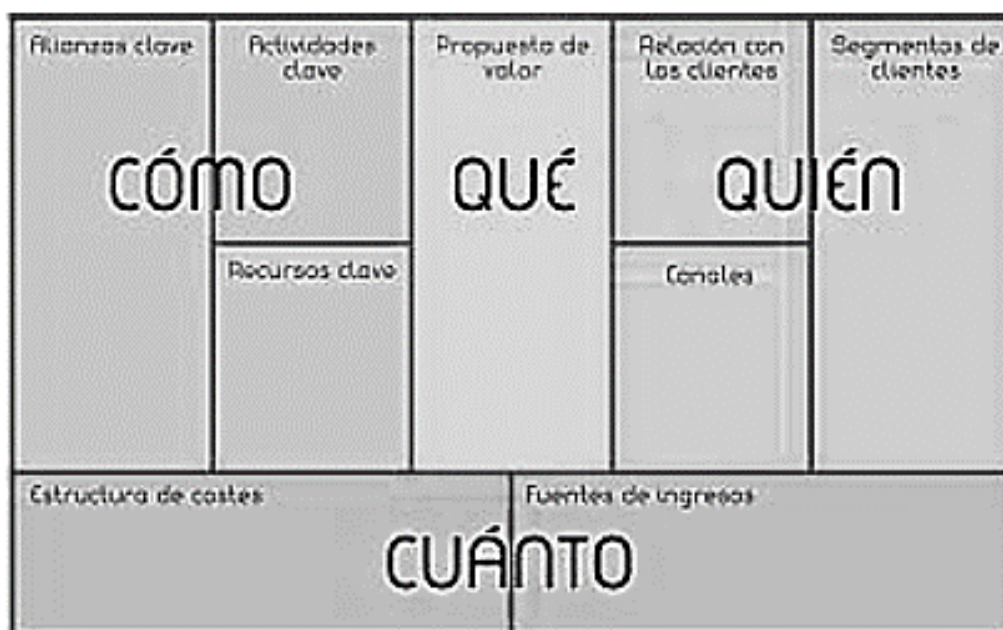 Alianzas clave
Actividades
clave
Propuesta de
valor
Relación con
los clientes
Segmentos de
clientes
CÓMO
QUÉ
QUIÉN
Recursos clave
Canales
Estructura de costes
Fuentes de ingresos
CUÁNTO